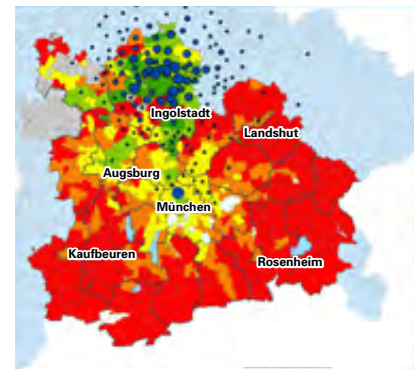 Ingolstadt
Landshut
Augsburg
München
Kaufbeuren
Rosenheim